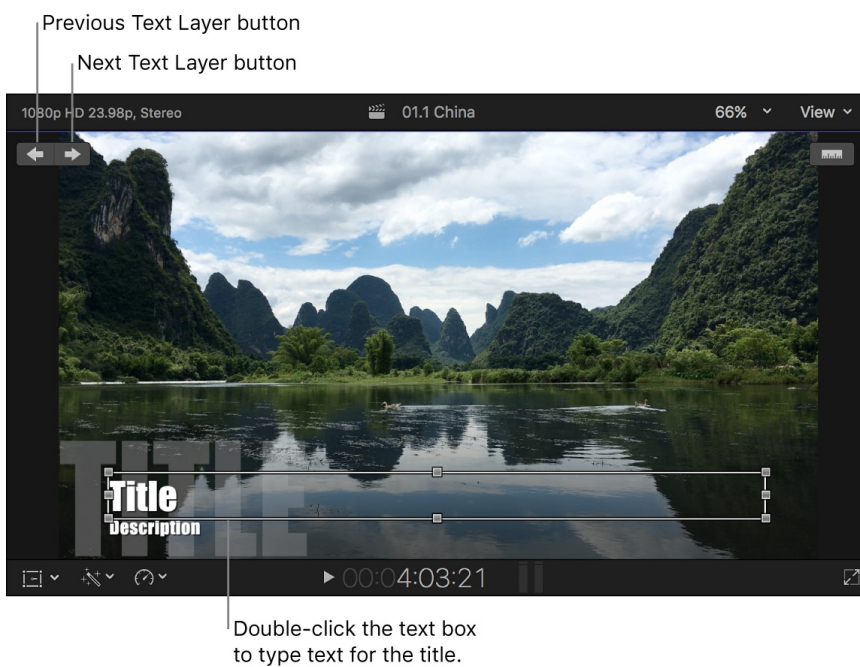 Previous Text Layer button
Next Text Layer button
1080p HD 23.98p, Stereo
01.1 China
66%
View
TITLE
Title
Description
00:04:03:21
Double-click the text box
to type text for the title.